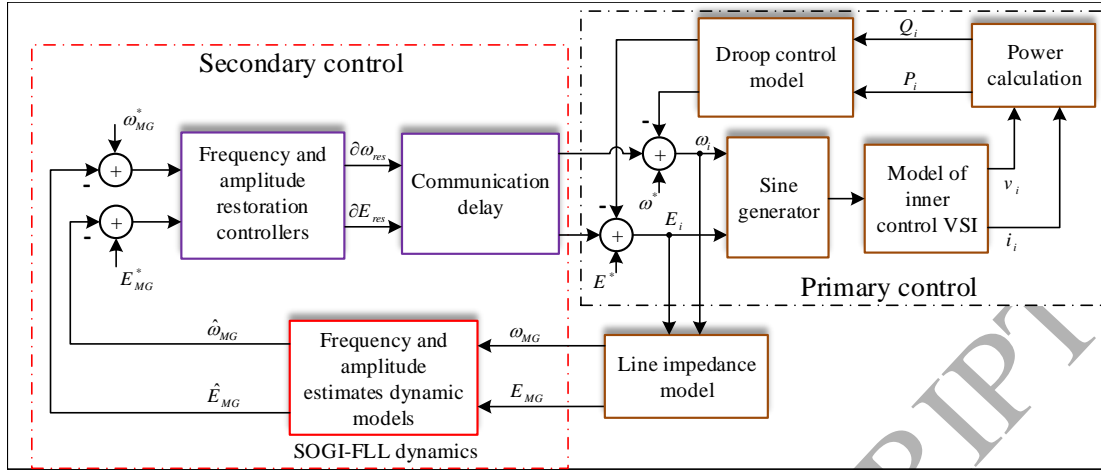 Secondary control
ω*MG
Frequency and
amplitude
restoration
controllers
∂ωres
∂Eres
Communication
delay
-
+
-
+
E*MG
ω̂MG
ÊMG
Frequency and
amplitude
estimates dynamic
models
SOGI-FLL dynamics
ωMG
EMG
Line impedance
model
Droop control
model
Qi
Pi
Power
calculation
-
+
ω*
ωi
-
+
E*
Ei
Sine
generator
Model of
inner
control VSI
vi
ii
Primary control
RIPT